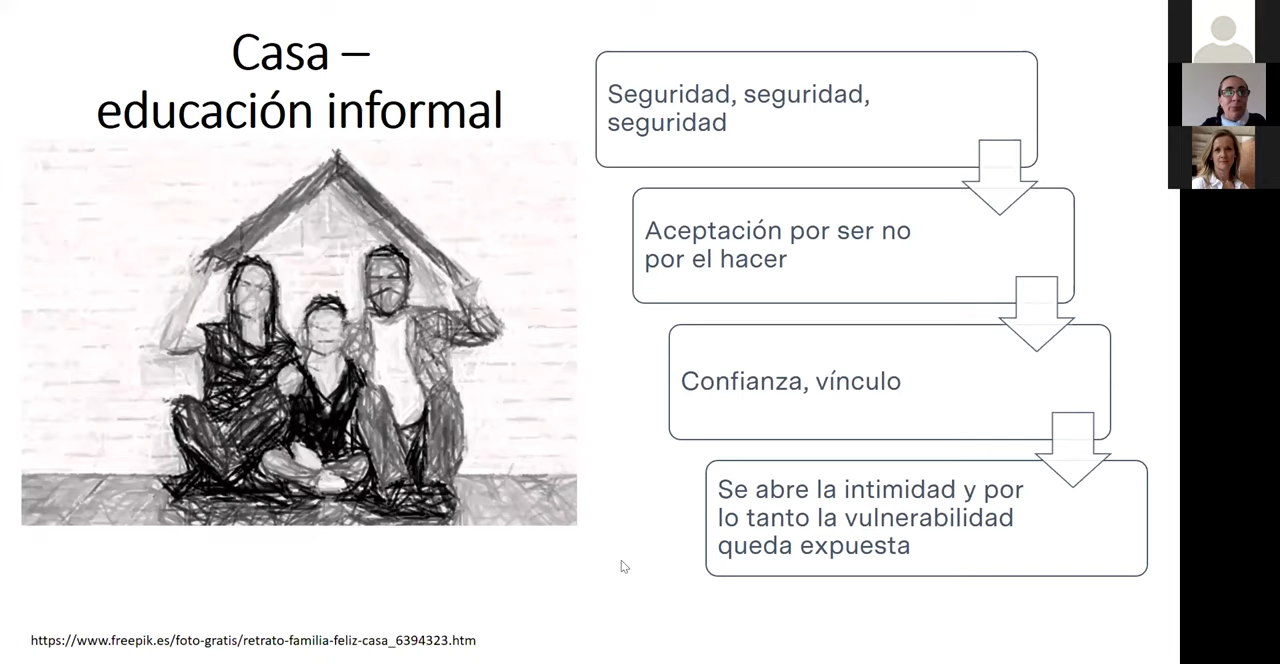 Casa –
educación informal
Seguridad, seguridad,
seguridad
Aceptación por ser no
por el hacer
Confianza, vínculo
Se abre la intimidad y por
lo tanto la vulnerabilidad
queda expuesta
https://www.freepik.es/foto-gratis/retrato-familia-feliz-casa_6394323.htm